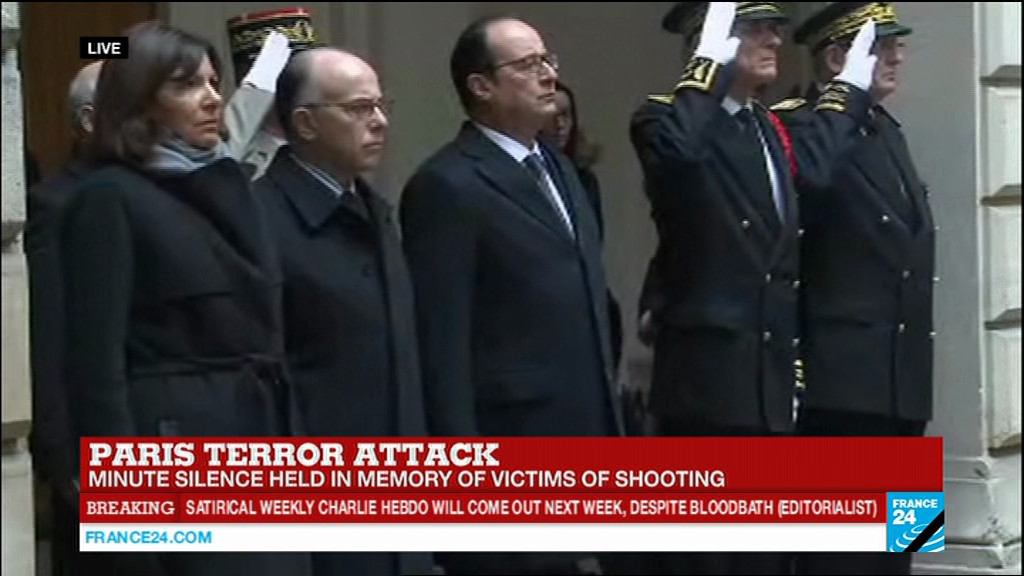 LIVE
PARIS TERROR ATTACK
MINUTE SILENCE HELD IN MEMORY OF VICTIMS OF SHOOTING
BREAKING SATIRICAL WEEKLY CHARLIE HEBDO WILL COME OUT NEXT WEEK, DESPITE BLOODBATH (EDITORIALIST)
FRANCE
24
FRANCE24.COM